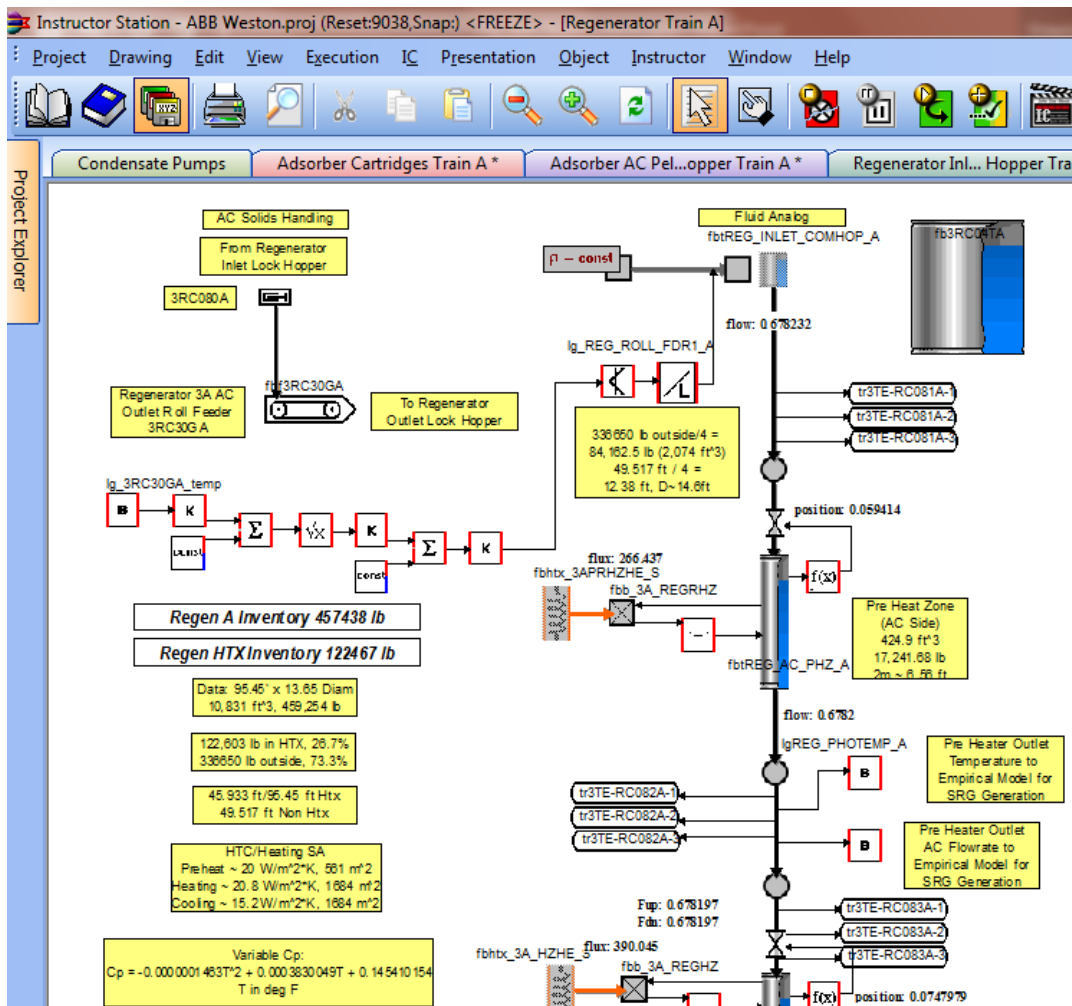 Instructor Station - ABB Weston.proj (Reset:9038,Snap:) <FREEZE> - [Regenerator Train A]
Project Drawing Edit View Execution IC Presentation Object Instructor Window Help
XYZ
IC
Project Explorer
Condensate Pumps
Adsorber Cartridges Train A *
Adsorber AC Pel...opper Train A *
Regenerator Inl... Hopper Tra
AC Solids Handling
From Regenerator
Inlet Lock Hopper
3RC080A
fbf3RC30GA
Regenerator 3A AC
Outlet Roll Feeder
3RC30GA
To Regenerator
Outlet Lock Hopper
Fluid Analog
fbtREG_INLET_COMHOP_A
ρ - const
fb3RC04TA
flow: 0.678232
lg_REG_ROLL_FDR1_A
K
L
336650 lb outside/4 =
84,162.5 lb (2,074 ft^3)
49.517 ft / 4 =
12.38 ft, D~14.6ft
tr3TE-RC081A-1
tr3TE-RC081A-2
tr3TE-RC081A-3
lg_3RC30GA_temp
B
K
const
Σ
√x
K
const
Σ
K
position: 0.059414
f(x)
flux: 266.437
fbhtx_3APRHZHE_S
fbb_3A_REGRHZ
fbtREG_AC_PHZ_A
Pre Heat Zone
(AC Side)
424.9 ft^3
17,241.68 lb
2m ~ 6.56 ft
Regen A Inventory 457438 lb
Regen HTX Inventory 122467 lb
Data: 95.45' x 13.65 Diam
10,831 ft^3, 459,254 lb
122,603 lb in HTX, 26.7%
336650 lb outside, 73.3%
45.933 ft/95.45 ft Htx
49.517 ft Non Htx
HTC/Heating SA
Preheat ~ 20 W/m^2*K, 561 m^2
Heating ~ 20.8 W/m^2*K, 1684 m^2
Cooling ~ 15.2W/m^2*K, 1684 m^2
flow: 0.6782
lgREG_PHOTEMP_A
B
Pre Heater Outlet
Temperature to
Empirical Model for
SRG Generation
tr3TE-RC082A-1
tr3TE-RC082A-2
tr3TE-RC082A-3
B
Pre Heater Outlet
AC Flowrate to
Empirical Model for
SRG Generation
Fup: 0.678197
Fdn: 0.678197
tr3TE-RC083A-1
tr3TE-RC083A-2
tr3TE-RC083A-3
Variable Cp:
Cp = -0.0000001463T^2 + 0.0003830049T + 0.145410154
T in deg F
fbhtx_3A_HZHE_S
flux: 390.045
fbb_3A_REGHZ
f(x)
position: 0.0747979